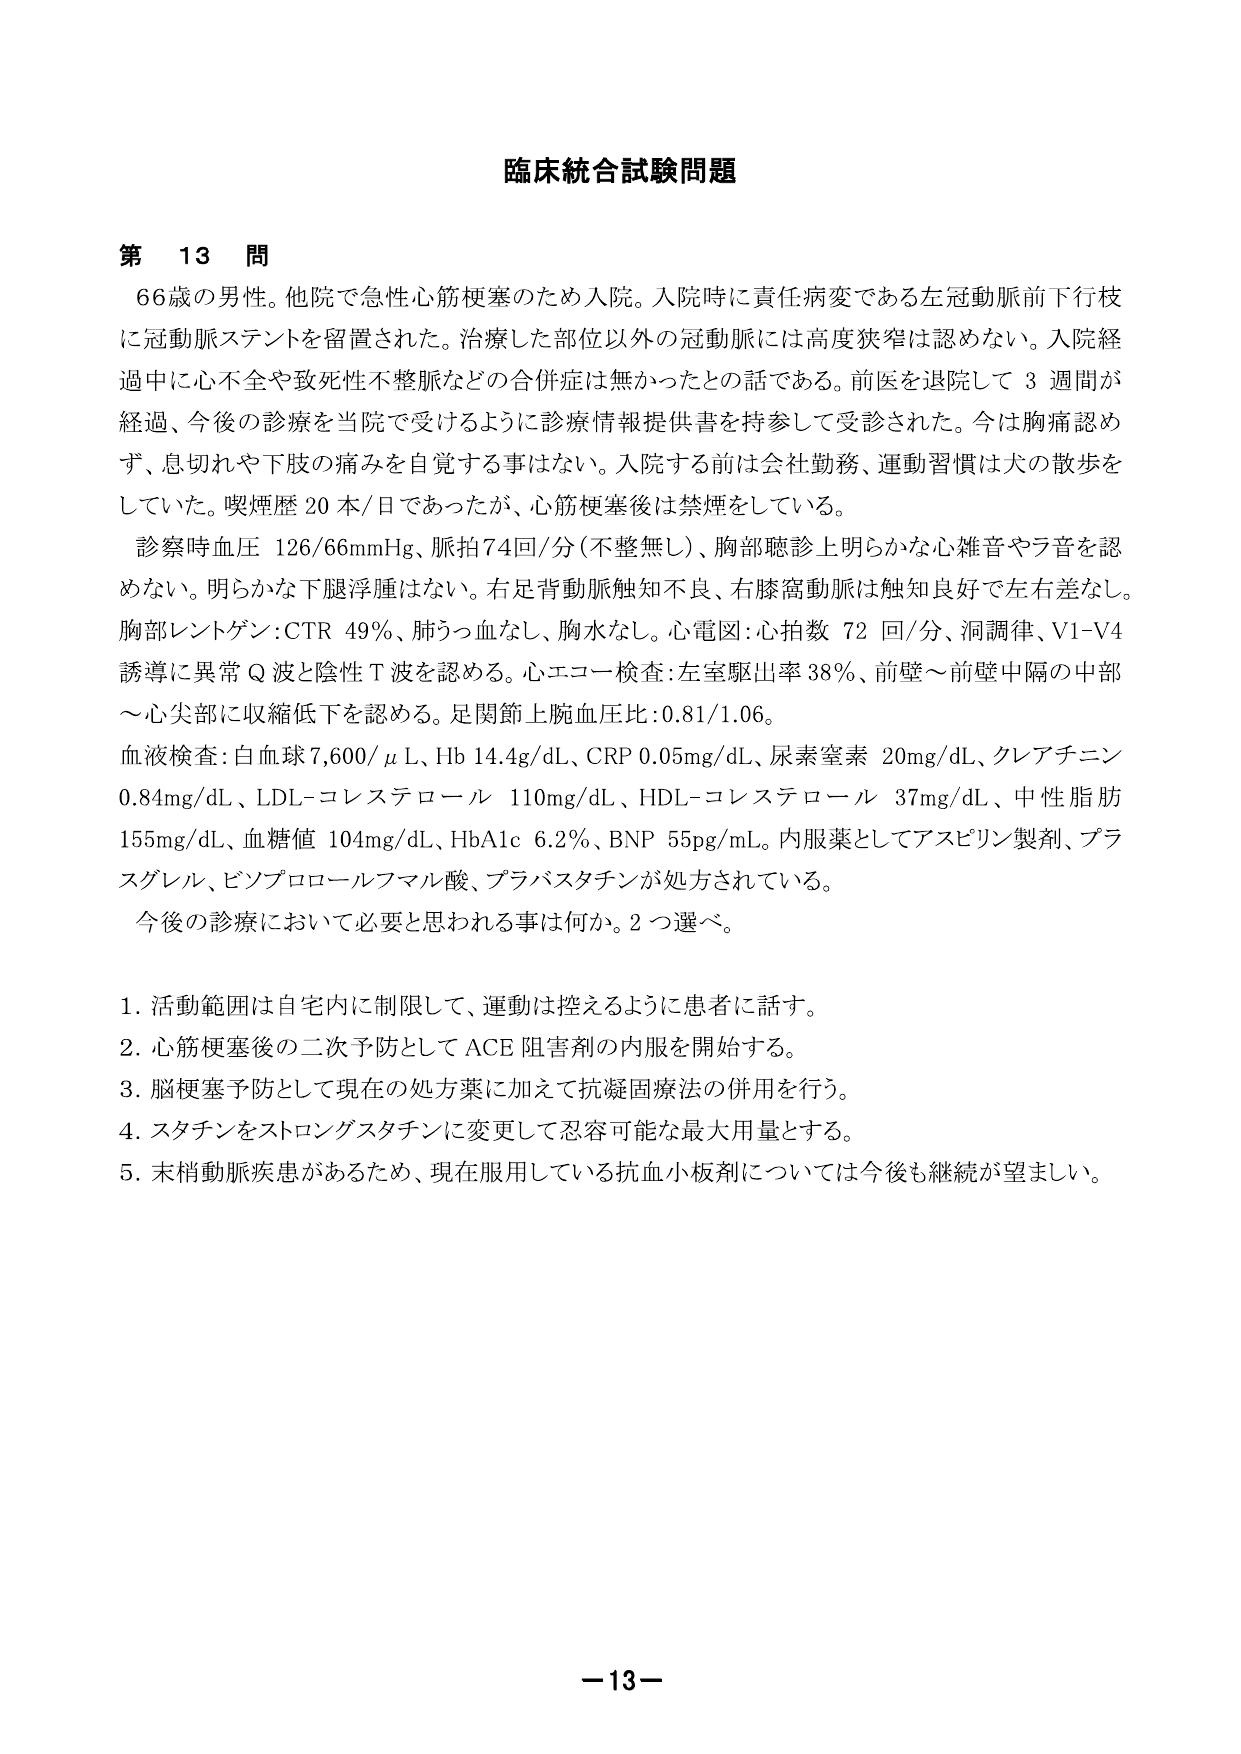 臨床統合試験問題
第 13 問
66歳の男性。他院で急性心筋梗塞のため入院。入院時に責任病変である左冠動脈前下行枝
に冠動脈ステントを留置された。治療した部位以外の冠動脈には高度狭窄は認めない。入院経
過中に心不全や致死性不整脈などの合併症は無かったとの話である。前医を退院して 3 週間が
経過、今後の診療を当院で受けるように診療情報提供書を持参して受診された。今は胸痛認め
ず、息切れや下肢の痛みを自覚する事はない。入院する前は会社勤務、運動習慣は犬の散歩を
していた。喫煙歴 20 本/日であったが、心筋梗塞後は禁煙をしている。
診察時血圧 126/66mmHg、脈拍74回/分(不整無し)、胸部聴診上明らかな心雑音やラ音を認
めない。明らかな下腿浮腫はない。右足背動脈触知不良、右膝窩動脈は触知良好で左右差なし。
胸部レントゲン:CTR 49%、肺うっ血なし、胸水なし。心電図:心拍数 72 回/分、洞調律、V1-V4
誘導に異常 Q 波と陰性 T 波を認める。心エコー検査:左室駆出率 38%、前壁～前壁中隔の中部
～心尖部に収縮低下を認める。足関節上腕血圧比:0.81/1.06。
血液検査:白血球7,600/μL、Hb 14.4g/dL、CRP 0.05mg/dL、尿素窒素 20mg/dL、クレアチニン
0.84mg/dL、LDL-コレステロール 110mg/dL、HDL-コレステロール 37mg/dL、中性脂肪
155mg/dL、血糖値 104mg/dL、HbA1c 6.2%、BNP 55pg/mL。内服薬としてアスピリン製剤、プラ
スグレル、ビソプロロールフマル酸、プラバスタチンが処方されている。
今後の診療において必要と思われる事は何か。2 つ選べ。
1. 活動範囲は自宅内に制限して、運動は控えるように患者に話す。
2. 心筋梗塞後の二次予防として ACE 阻害剤の内服を開始する。
3. 脳梗塞予防として現在の処方薬に加えて抗凝固療法の併用を行う。
4. スタチンをストロングスタチンに変更して忍容可能な最大用量とする。
5. 末梢動脈疾患があるため、現在服用している抗血小板剤については今後も継続が望ましい。
－13－